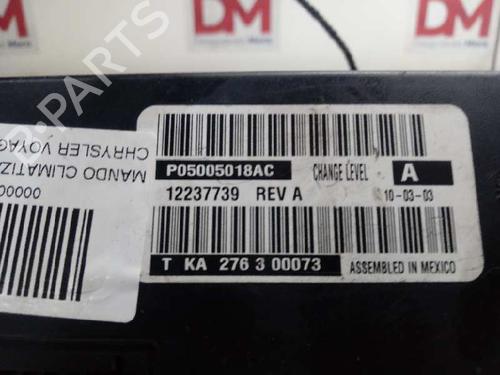 DM
DM
DM
B-PARTS
P05005018AC CHANGE LEVEL A
12237739 REV A 10-03-03
T KA 276 3 00073 ASSEMBLED IN MEXICO
MANDO CLIMATIZ
CHRYSLER VOYAG